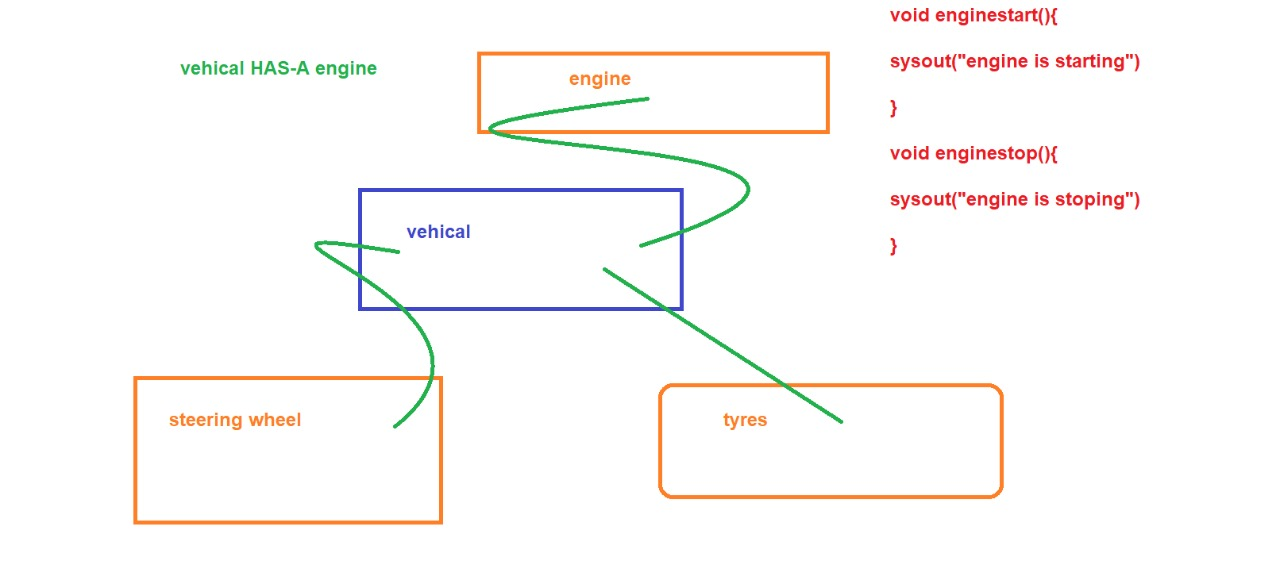 vehical HAS-A engine
engine
vehical
steering wheel
tyres
void enginestart(){
sysout("engine is starting")
}
void enginestop(){
sysout("engine is stoping")
}